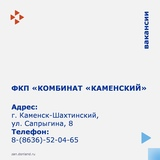 вакансии
ФКП «КОМБИНАТ «КАМЕНСКИЙ»
Адрес:
г. Каменск-Шахтинский,
ул. Сапрыгина, 8
Телефон:
8-(8636)-52-04-65